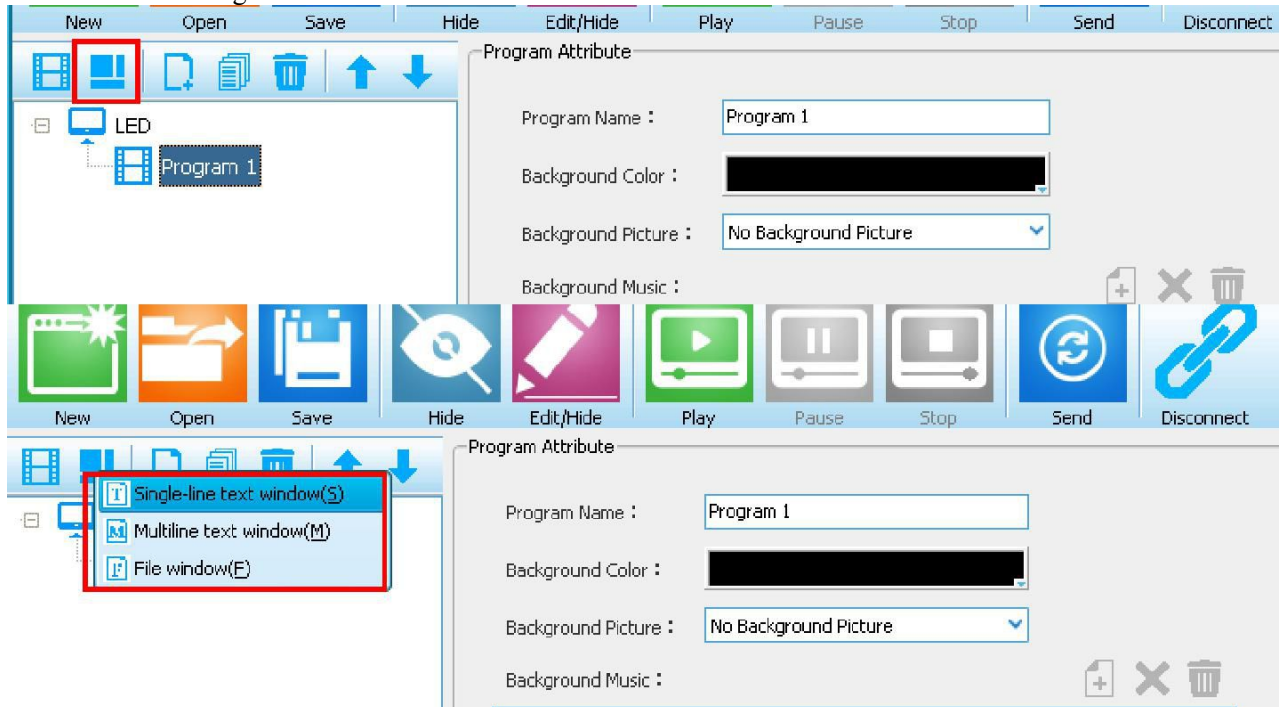 New Open Save Hide Edit/Hide Play Pause Stop Send Disconnect
Program Attribute
LED
Program 1
Program Name : Program 1
Background Color :
Background Picture : No Background Picture
Background Music :
New Open Save Hide Edit/Hide Play Pause Stop Send Disconnect
Program Attribute
Single-line text window(S)
Multiline text window(M)
File window(F)
Program Name : Program 1
Background Color :
Background Picture : No Background Picture
Background Music :